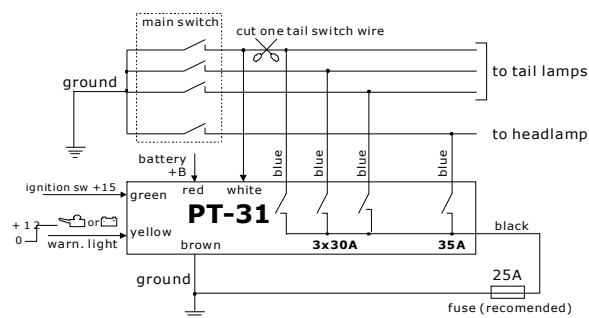 main switch
cut one tail switch wire
to tail lamps
ground
to headlamp
battery
+B
blue
blue
blue
blue
ignition sw +15
red
white
green
PT-31
+12
or
0
warn. light
yellow
black
brown
3x30A
35A
ground
25A
fuse (recomended)